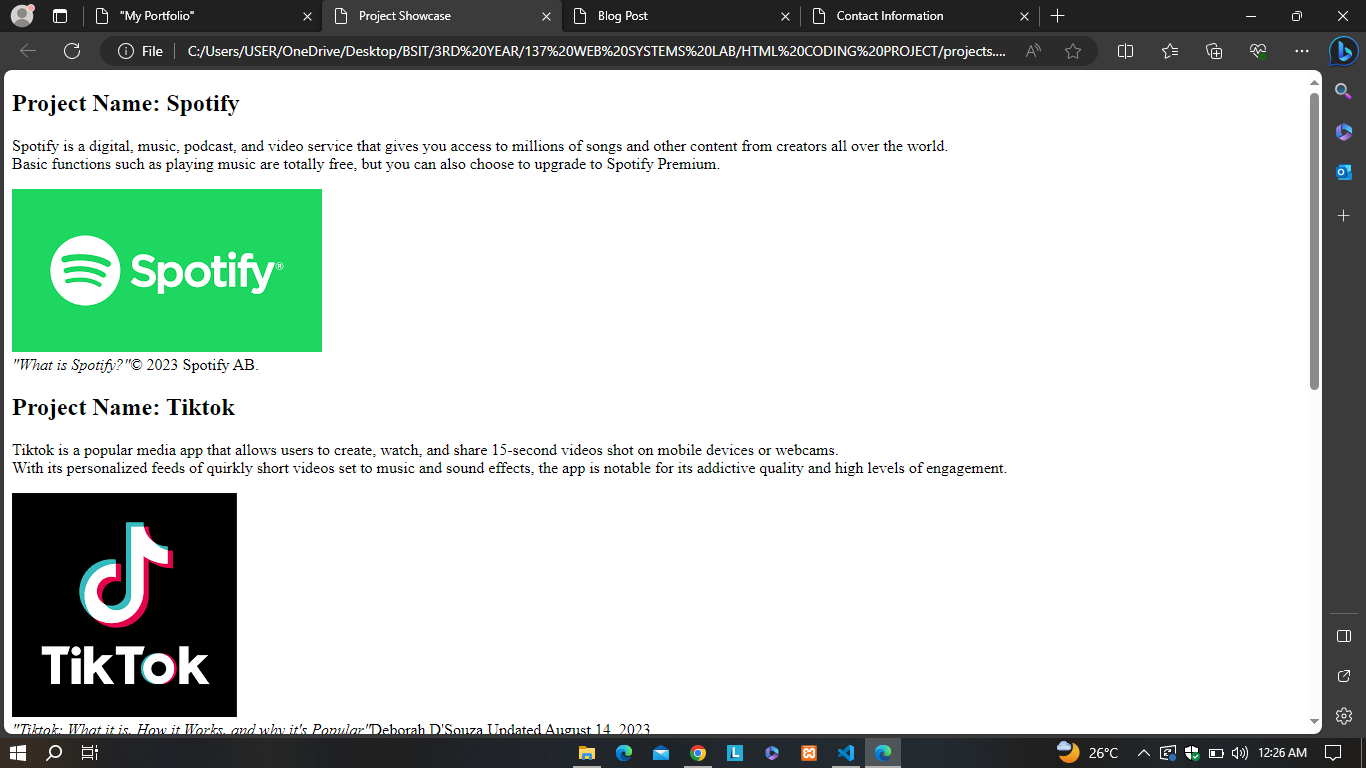 "My Portfolio"
Project Showcase
Blog Post
Contact Information
File
C:/Users/USER/OneDrive/Desktop/BSIT/3RD%20YEAR/137%20WEB%20SYSTEMS%20LAB/HTML%20CODING%20PROJECT/projects....
Project Name: Spotify
Spotify is a digital, music, podcast, and video service that gives you access to millions of songs and other content from creators all over the world.
Basic functions such as playing music are totally free, but you can also choose to upgrade to Spotify Premium.
Spotify®
"What is Spotify?"© 2023 Spotify AB.
Project Name: Tiktok
Tiktok is a popular media app that allows users to create, watch, and share 15-second videos shot on mobile devices or webcams.
With its personalized feeds of quirkly short videos set to music and sound effects, the app is notable for its addictive quality and high levels of engagement.
TikTok
"Tiktok: What it is, How it Works, and why it's Popular"Deborah D'Souza Updated August 14, 2023
26°C
12:26 AM